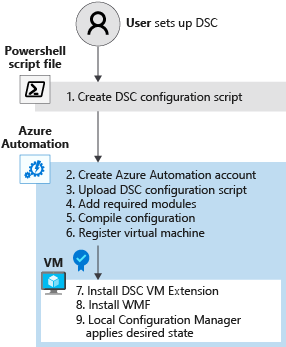 User sets up DSC
Powershell
script file
1. Create DSC configuration script
Azure
Automation
2. Create Azure Automation account
3. Upload DSC configuration script
4. Add required modules
5. Compile configuration
6. Register virtual machine
VM
7. Install DSC VM Extension
8. Install WMF
9. Local Configuration Manager
applies desired state